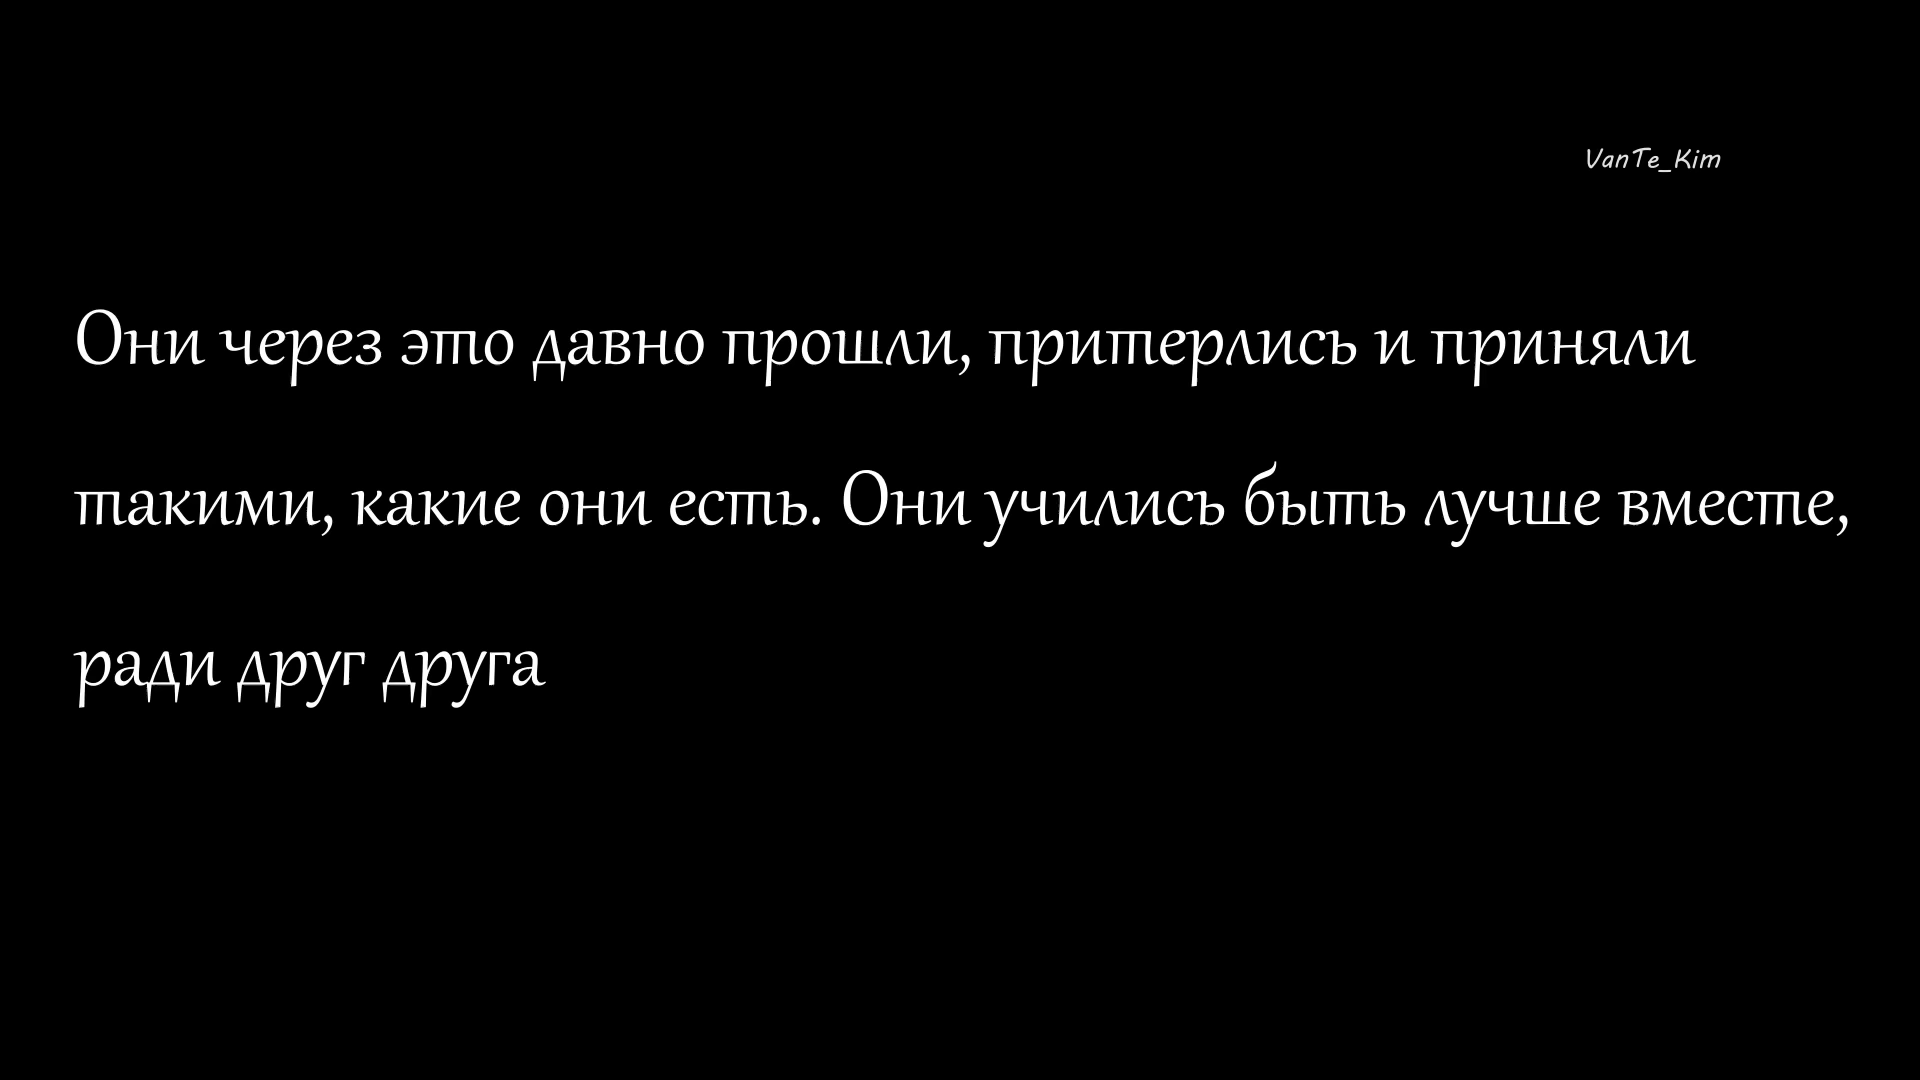 VanTe_Kim
Они через это давно прошли, притерлись и приняли
такими, какие они есть. Они учились быть лучше вместе,
ради друг друга